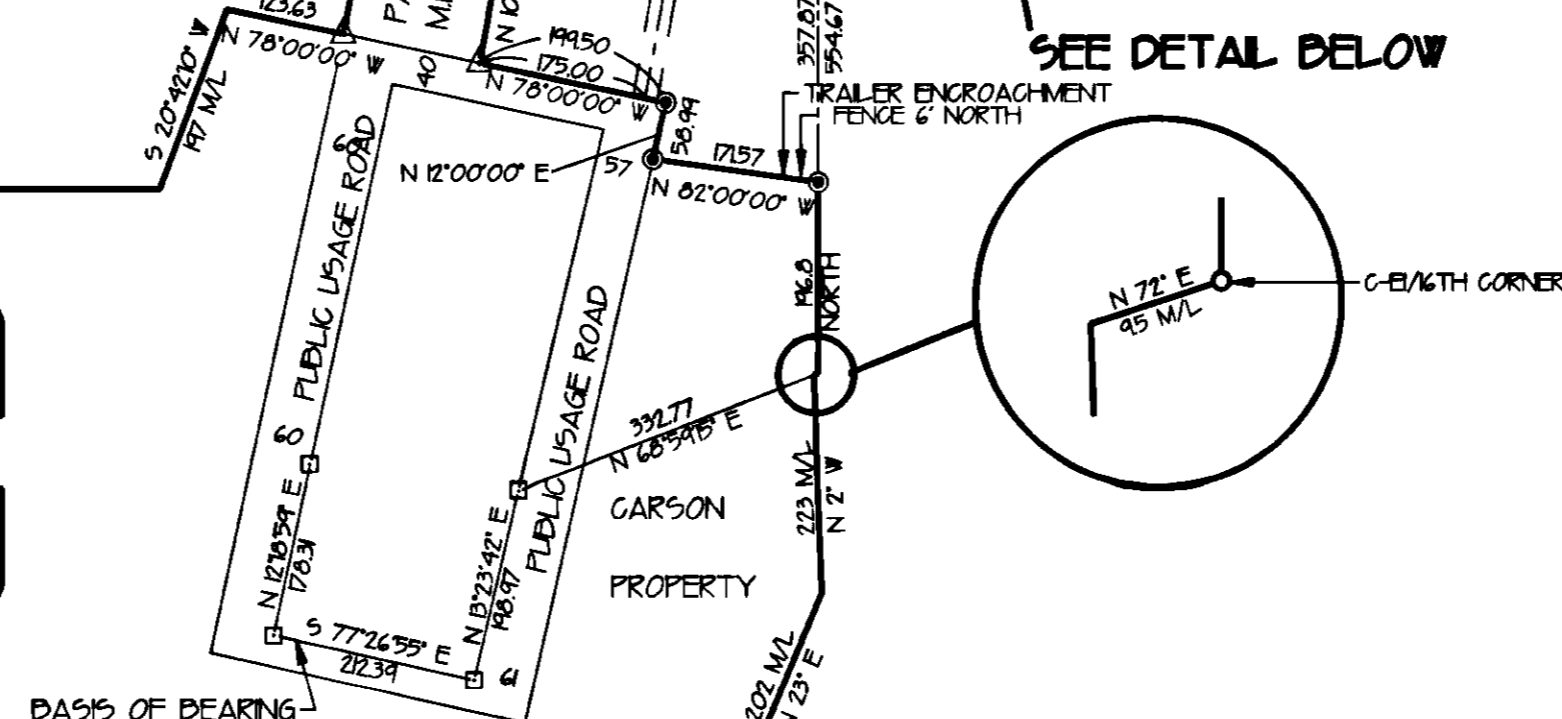 123.63
N 78°00'00" W
40
N 10
199.50
175.00
N 78°00'00" W
58.99
357.87
554.67
SEE DETAIL BELOW
TRAILER ENCROACHMENT
FENCE 6' NORTH
S 20°42'10" W
197 M/L
N 12°00'00" E
57
171.57
N 82°00'00" W
60
PUBLIC USAGE ROAD
196.8
NORTH
N 72° E
9.5 M/L
C-E1/16TH CORNER
PUBLIC USAGE ROAD
332.77
N 68°59'15" E
60
223 M/L
N 2° W
CARSON
PROPERTY
N 12°18'59" E
178.31
N 13°23'42" E
198.97
S 77°26'55" E
212.39
61
202 M/L
N 23° E
BASIS OF BEARING